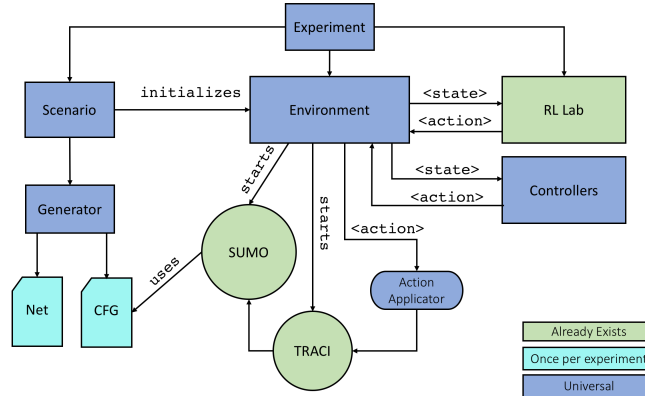 Experiment
Scenario
initializes
Environment
<state>
<action>
RL Lab
<state>
<action>
Controllers
Generator
starts
starts
<action>
SUMO
uses
Net
CFG
Action
Applicator
TRACI
Already Exists
Once per experiment
Universal